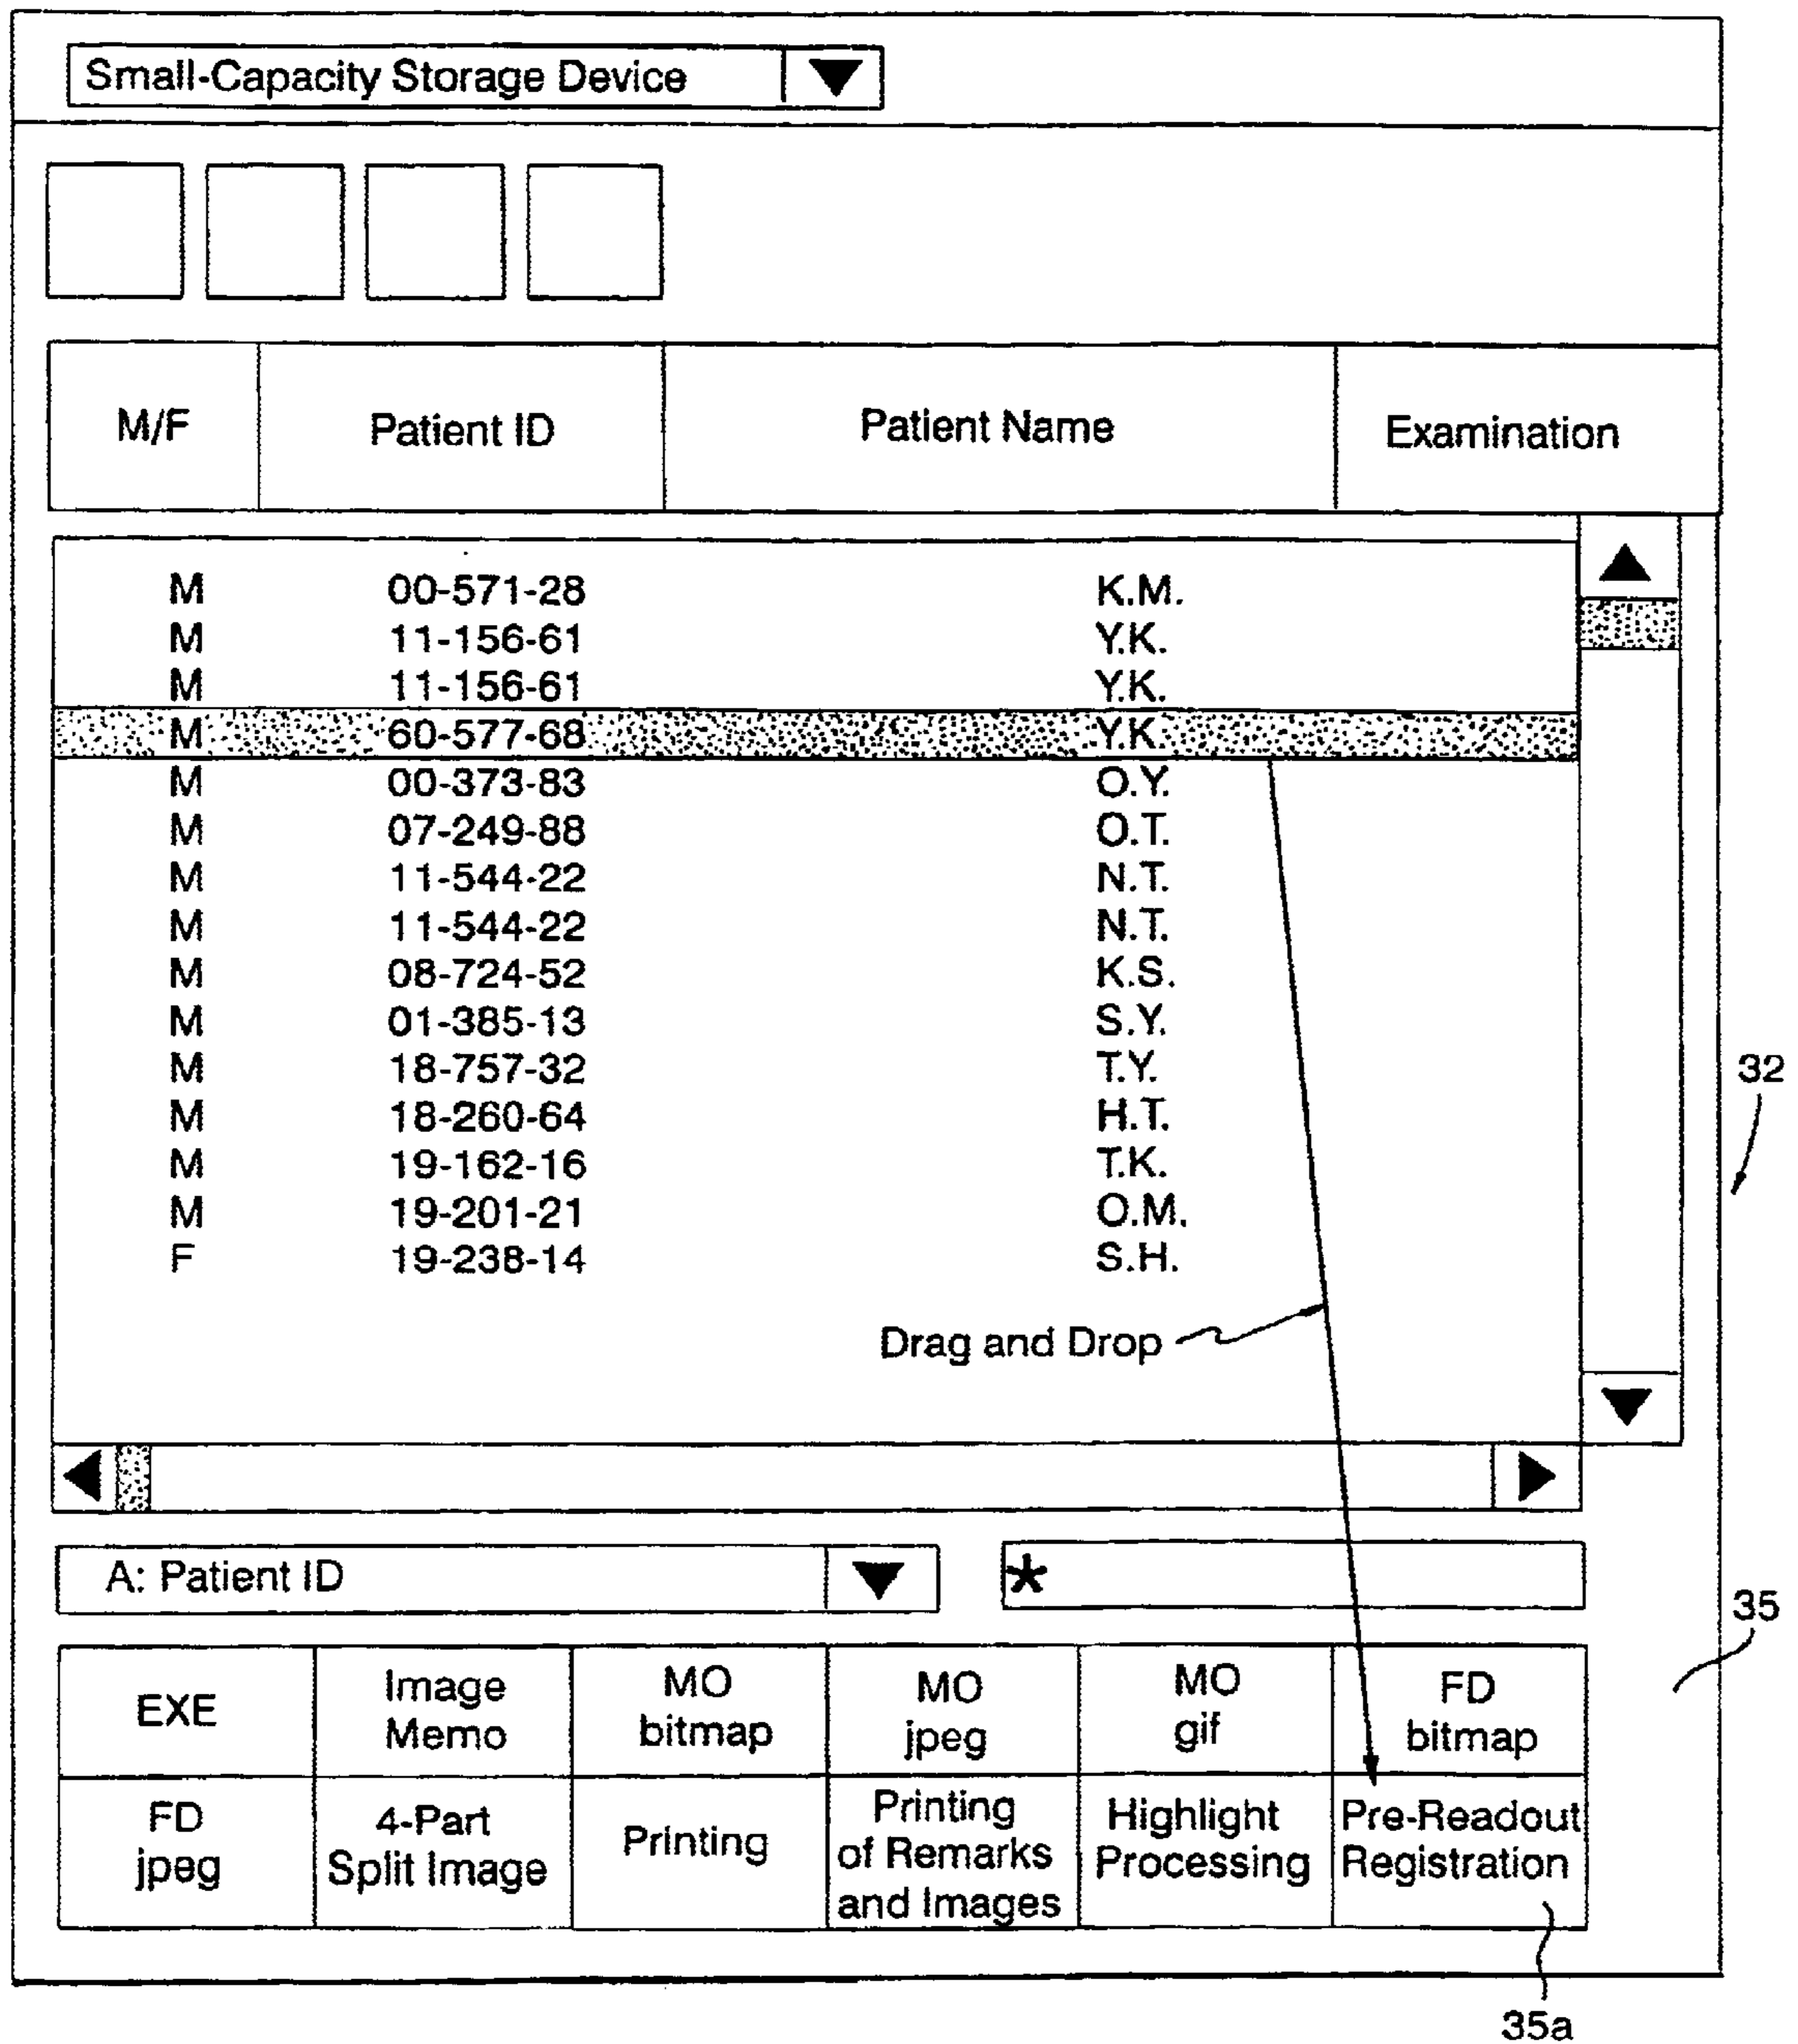 Small-Capacity Storage Device
M/F Patient ID Patient Name Examination
M 00-571-28 K.M.
M 11-156-61 Y.K.
M 11-156-61 Y.K.
M 60-577-68 Y.K.
M 00-373-83 O.Y.
M 07-249-88 O.T.
M 11-544-22 N.T.
M 11-544-22 N.T.
M 08-724-52 K.S.
M 01-385-13 S.Y.
M 18-757-32 T.Y.
32
M 18-260-64 H.T.
M 19-162-16 T.K.
M 19-201-21 O.M.
F 19-238-14 S.H.
Drag and Drop
A: Patient ID *
35
EXE
Image
Memo
MO
bitmap
MO
jpeg
MO
gif
FD
bitmap
FD
jpeg
4-Part
Split Image
Printing
Printing
of Remarks
and Images
Highlight
Processing
Pre-Readout
Registration
35a